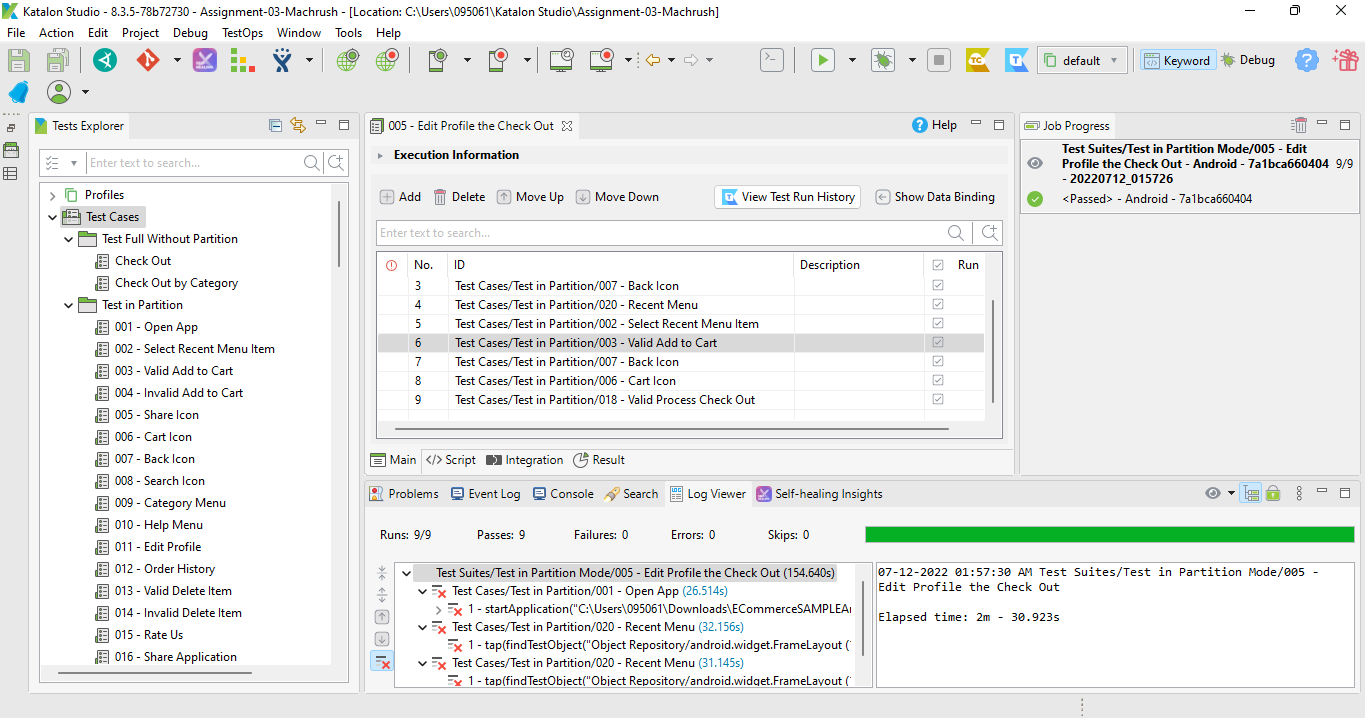 Katalon Studio - 8.3.5-78b72730 - Assignment-03-Machrush - [Location: C:\Users\095061\Katalon Studio\Assignment-03-Machrush]
File Action Edit Project Debug TestOps Window Tools Help
default Keyword Debug
Tests Explorer
Enter text to search...
Profiles
Test Cases
Test Full Without Partition
Check Out
Check Out by Category
Test in Partition
001 - Open App
002 - Select Recent Menu Item
003 - Valid Add to Cart
004 - Invalid Add to Cart
005 - Share Icon
006 - Cart Icon
007 - Back Icon
008 - Search Icon
009 - Category Menu
010 - Help Menu
011 - Edit Profile
012 - Order History
013 - Valid Delete Item
014 - Invalid Delete Item
015 - Rate Us
016 - Share Application
005 - Edit Profile the Check Out
Help
Execution Information
Add Delete Move Up Move Down View Test Run History Show Data Binding
Enter text to search...
No. ID Description Run
3 Test Cases/Test in Partition/007 - Back Icon
4 Test Cases/Test in Partition/020 - Recent Menu
5 Test Cases/Test in Partition/002 - Select Recent Menu Item
6 Test Cases/Test in Partition/003 - Valid Add to Cart
7 Test Cases/Test in Partition/007 - Back Icon
8 Test Cases/Test in Partition/006 - Cart Icon
9 Test Cases/Test in Partition/018 - Valid Process Check Out
Main </> Script Integration Result
Job Progress
Test Suites/Test in Partition Mode/005 - Edit
Profile the Check Out - Android - 7a1bca660404 9/9
- 20220712_015726
<Passed> - Android - 7a1bca660404
Problems Event Log Console Search Log Viewer Self-healing Insights
Runs: 9/9 Passes: 9 Failures: 0 Errors: 0 Skips: 0
Test Suites/Test in Partition Mode/005 - Edit Profile the Check Out (154.640s)
Test Cases/Test in Partition/001 - Open App (26.514s)
1 - startApplication("C:\Users\095061\Downloads\ECommerceSAMPLEA
Test Cases/Test in Partition/020 - Recent Menu (32.156s)
1 - tap(findTestObject("Object Repository/android.widget.FrameLayout (
Test Cases/Test in Partition/020 - Recent Menu (31.145s)
1 - tap(findTestObject("Object Repository/android.widget.FrameLayout (
07-12-2022 01:57:30 AM Test Suites/Test in Partition Mode/005 -
Edit Profile the Check Out
Elapsed time: 2m - 30.923s